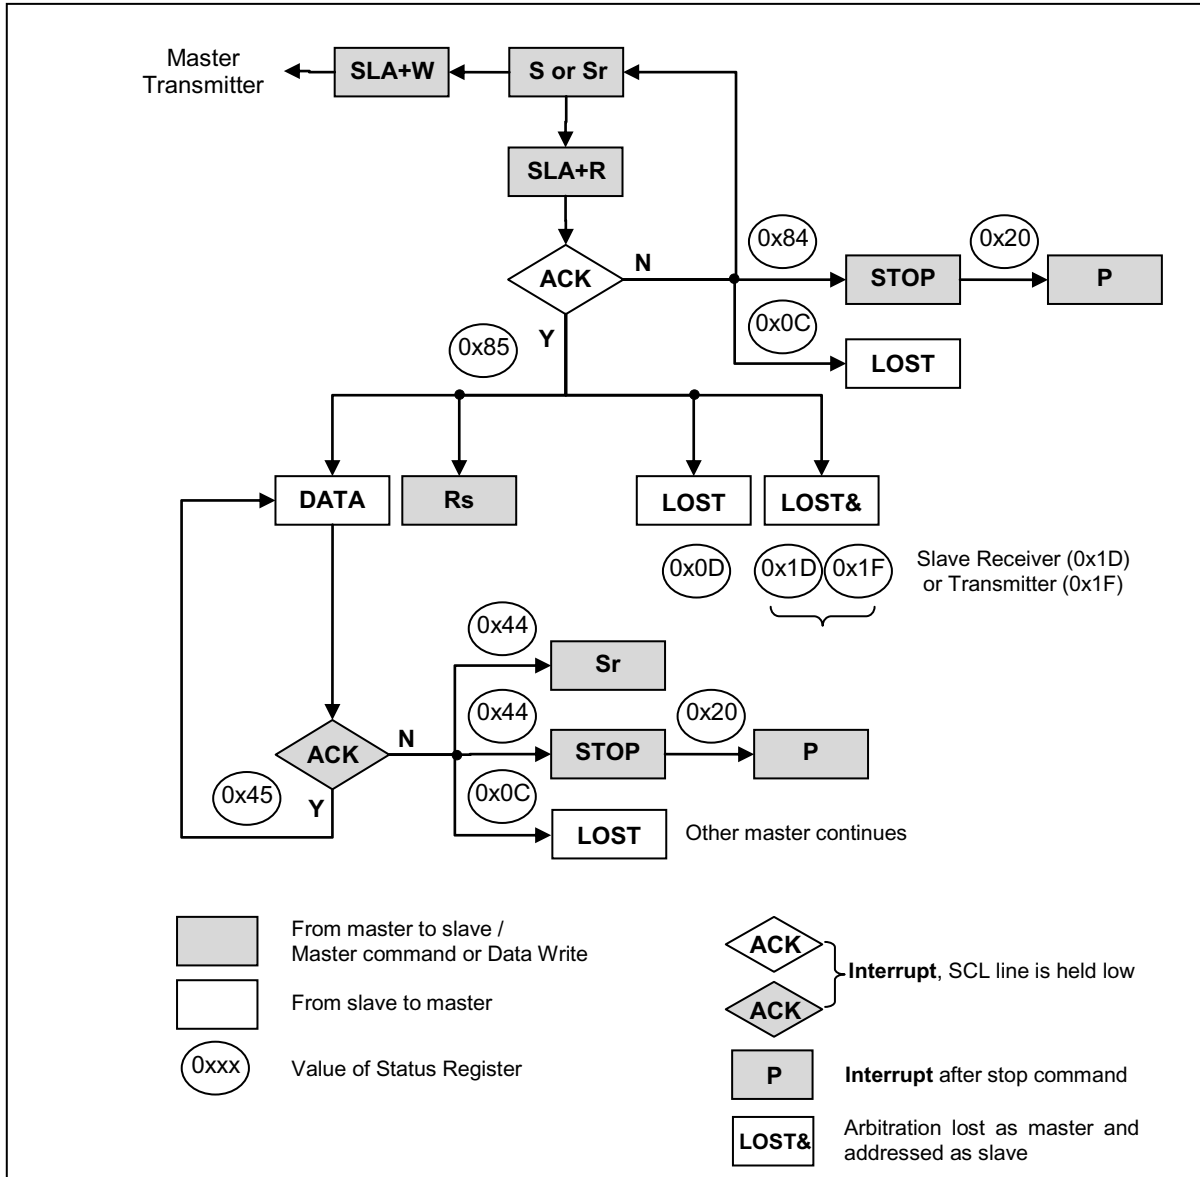 Master
Transmitter
SLA+W
S or Sr
SLA+R
ACK
N
0x84
STOP
0x20
P
0x0C
LOST
Y
0x85
DATA
Rs
LOST
LOST&
0x0D
0x1D
0x1F
Slave Receiver (0x1D)
or Transmitter (0x1F)
0x44
Sr
ACK
N
0x44
STOP
0x20
P
0x45
Y
0x0C
LOST
Other master continues
From master to slave /
Master command or Data Write
From slave to master
0xxx
Value of Status Register
ACK
ACK
Interrupt, SCL line is held low
P
Interrupt after stop command
LOST&
Arbitration lost as master and
addressed as slave